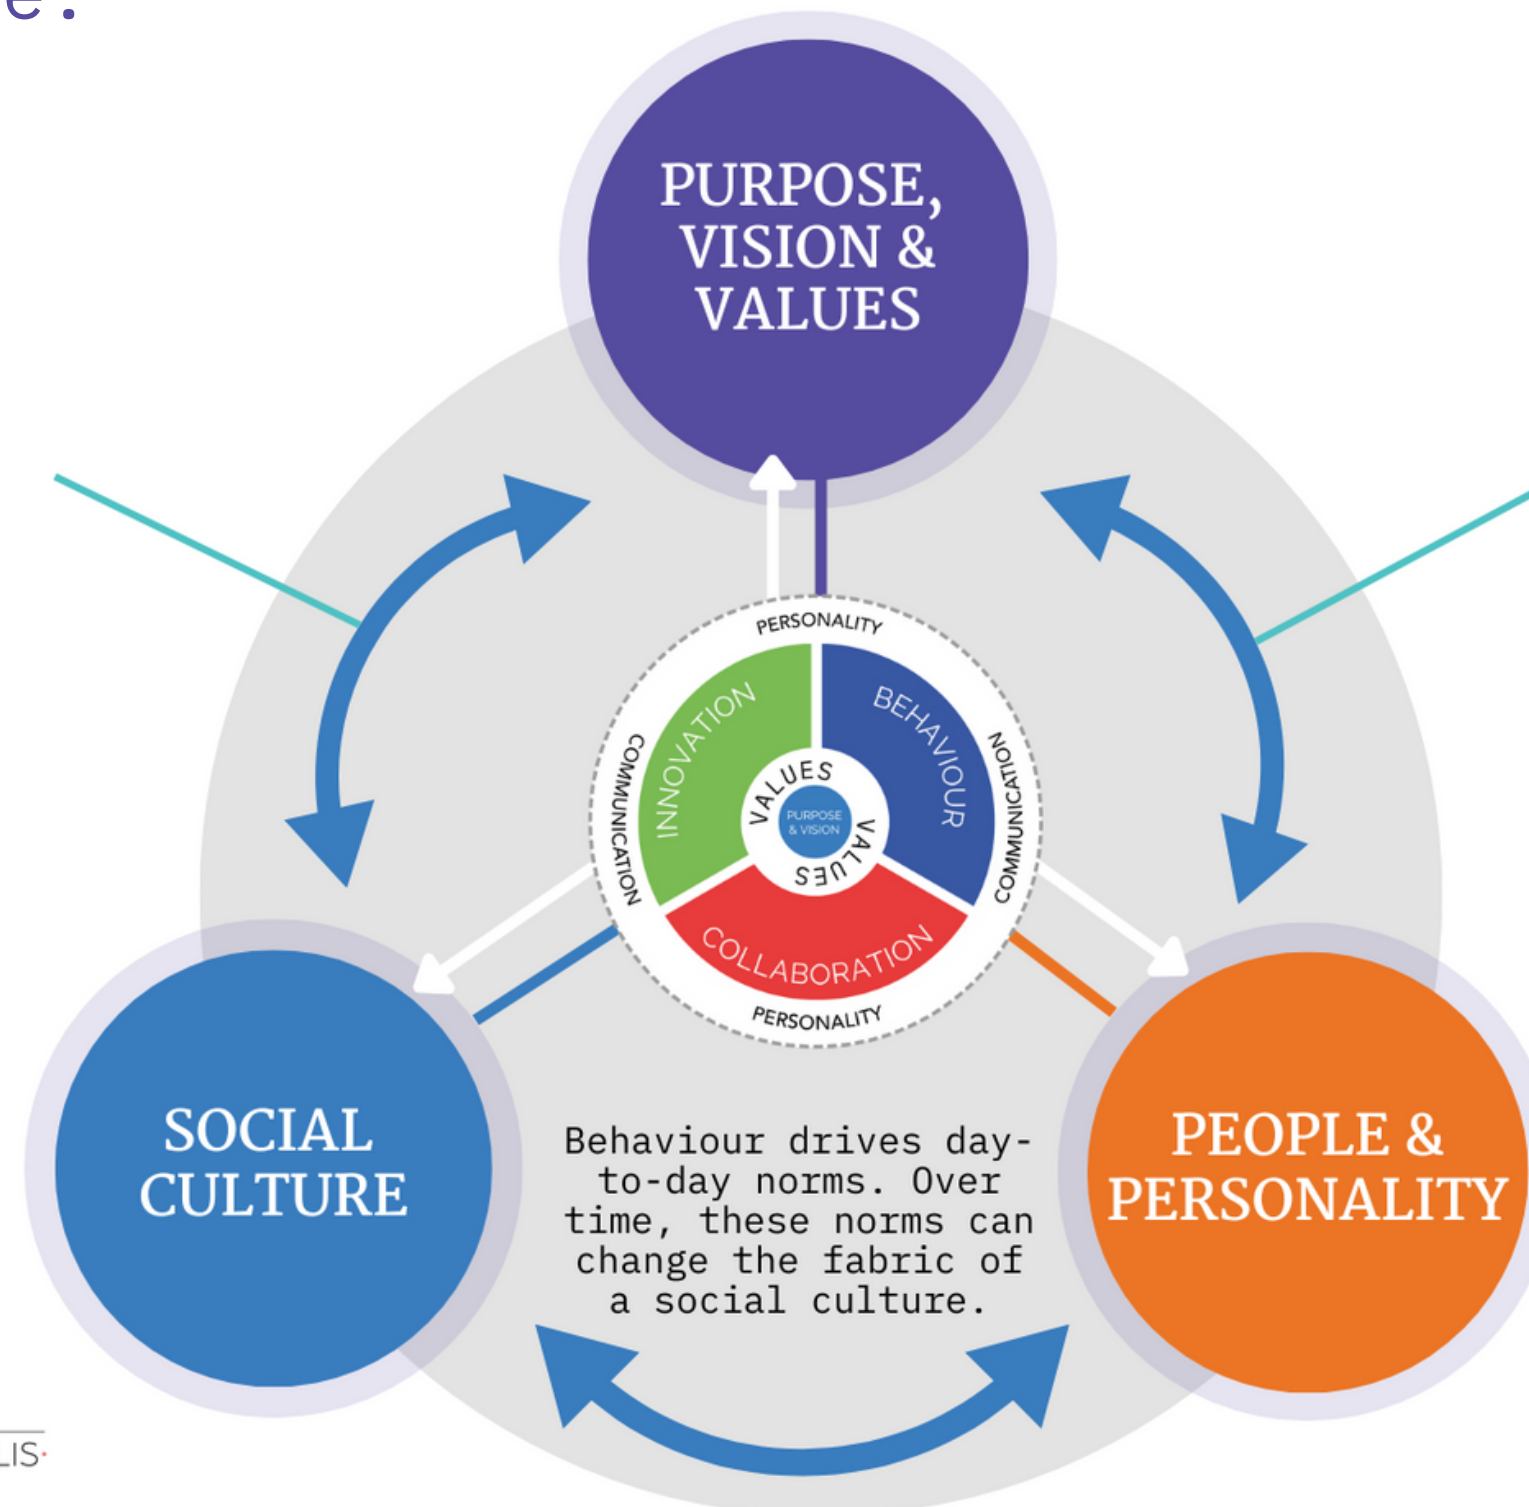 e.
PURPOSE,
VISION &
VALUES
PERSONALITY
INNOVATION
BEHAVIOUR
COMMUNICATION
COMMUNICATION
VALUES
PURPOSE
& VISION
VALUES
COLLABORATION
PERSONALITY
SOCIAL
CULTURE
PEOPLE &
PERSONALITY
Behaviour drives day-
to-day norms. Over
time, these norms can
change the fabric of
a social culture.
LIS